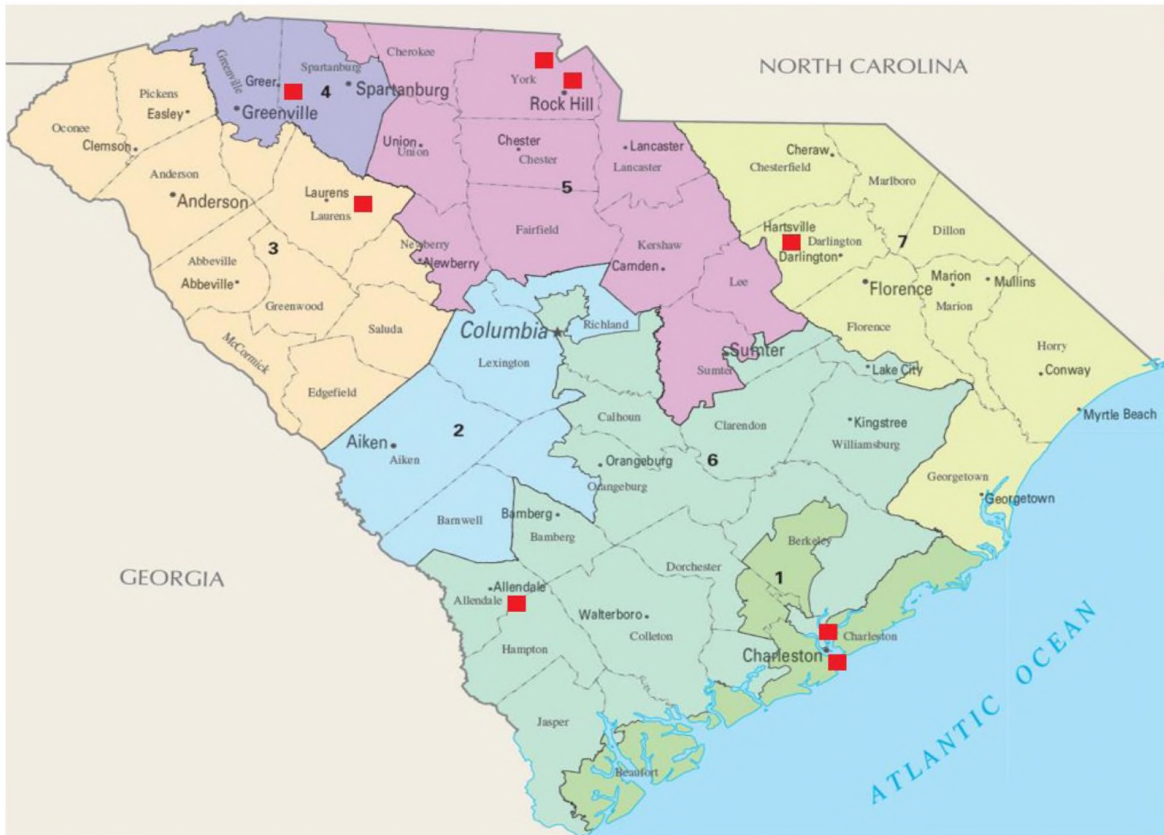 NORTH CAROLINA
GEORGIA
ATLANTIC OCEAN
Cherokee
York
Rock Hill
Greenville
Spartanburg
Greer
Spartanburg
4
Greenville
Pickens
Easley
Oconee
Clemson
Anderson
Anderson
Union
Union
Chester
Chester
Lancaster
Lancaster
5
Cheraw
Chesterfield
Marlboro
Laurens
Laurens
3
Fairfield
Kershaw
Camden
Lee
Hartsville
Darlington
Darlington
7
Dillon
Newberry
Newberry
Abbeville
Abbeville
Greenwood
Saluda
McCormick
Edgefield
Columbia
Richland
Lexington
Sumter
Sumter
Florence
Florence
Marion
Marion
Mullins
Horry
Conway
Myrtle Beach
Lake City
Aiken
Aiken
2
Calhoun
Clarendon
Kingstree
Williamsburg
6
Orangeburg
Orangeburg
Georgetown
Georgetown
Barnwell
Bamberg
Bamberg
Berkeley
1
Dorchester
Allendale
Allendale
Walterboro
Colleton
Hampton
Charleston
Charleston
Jasper
Beaufort